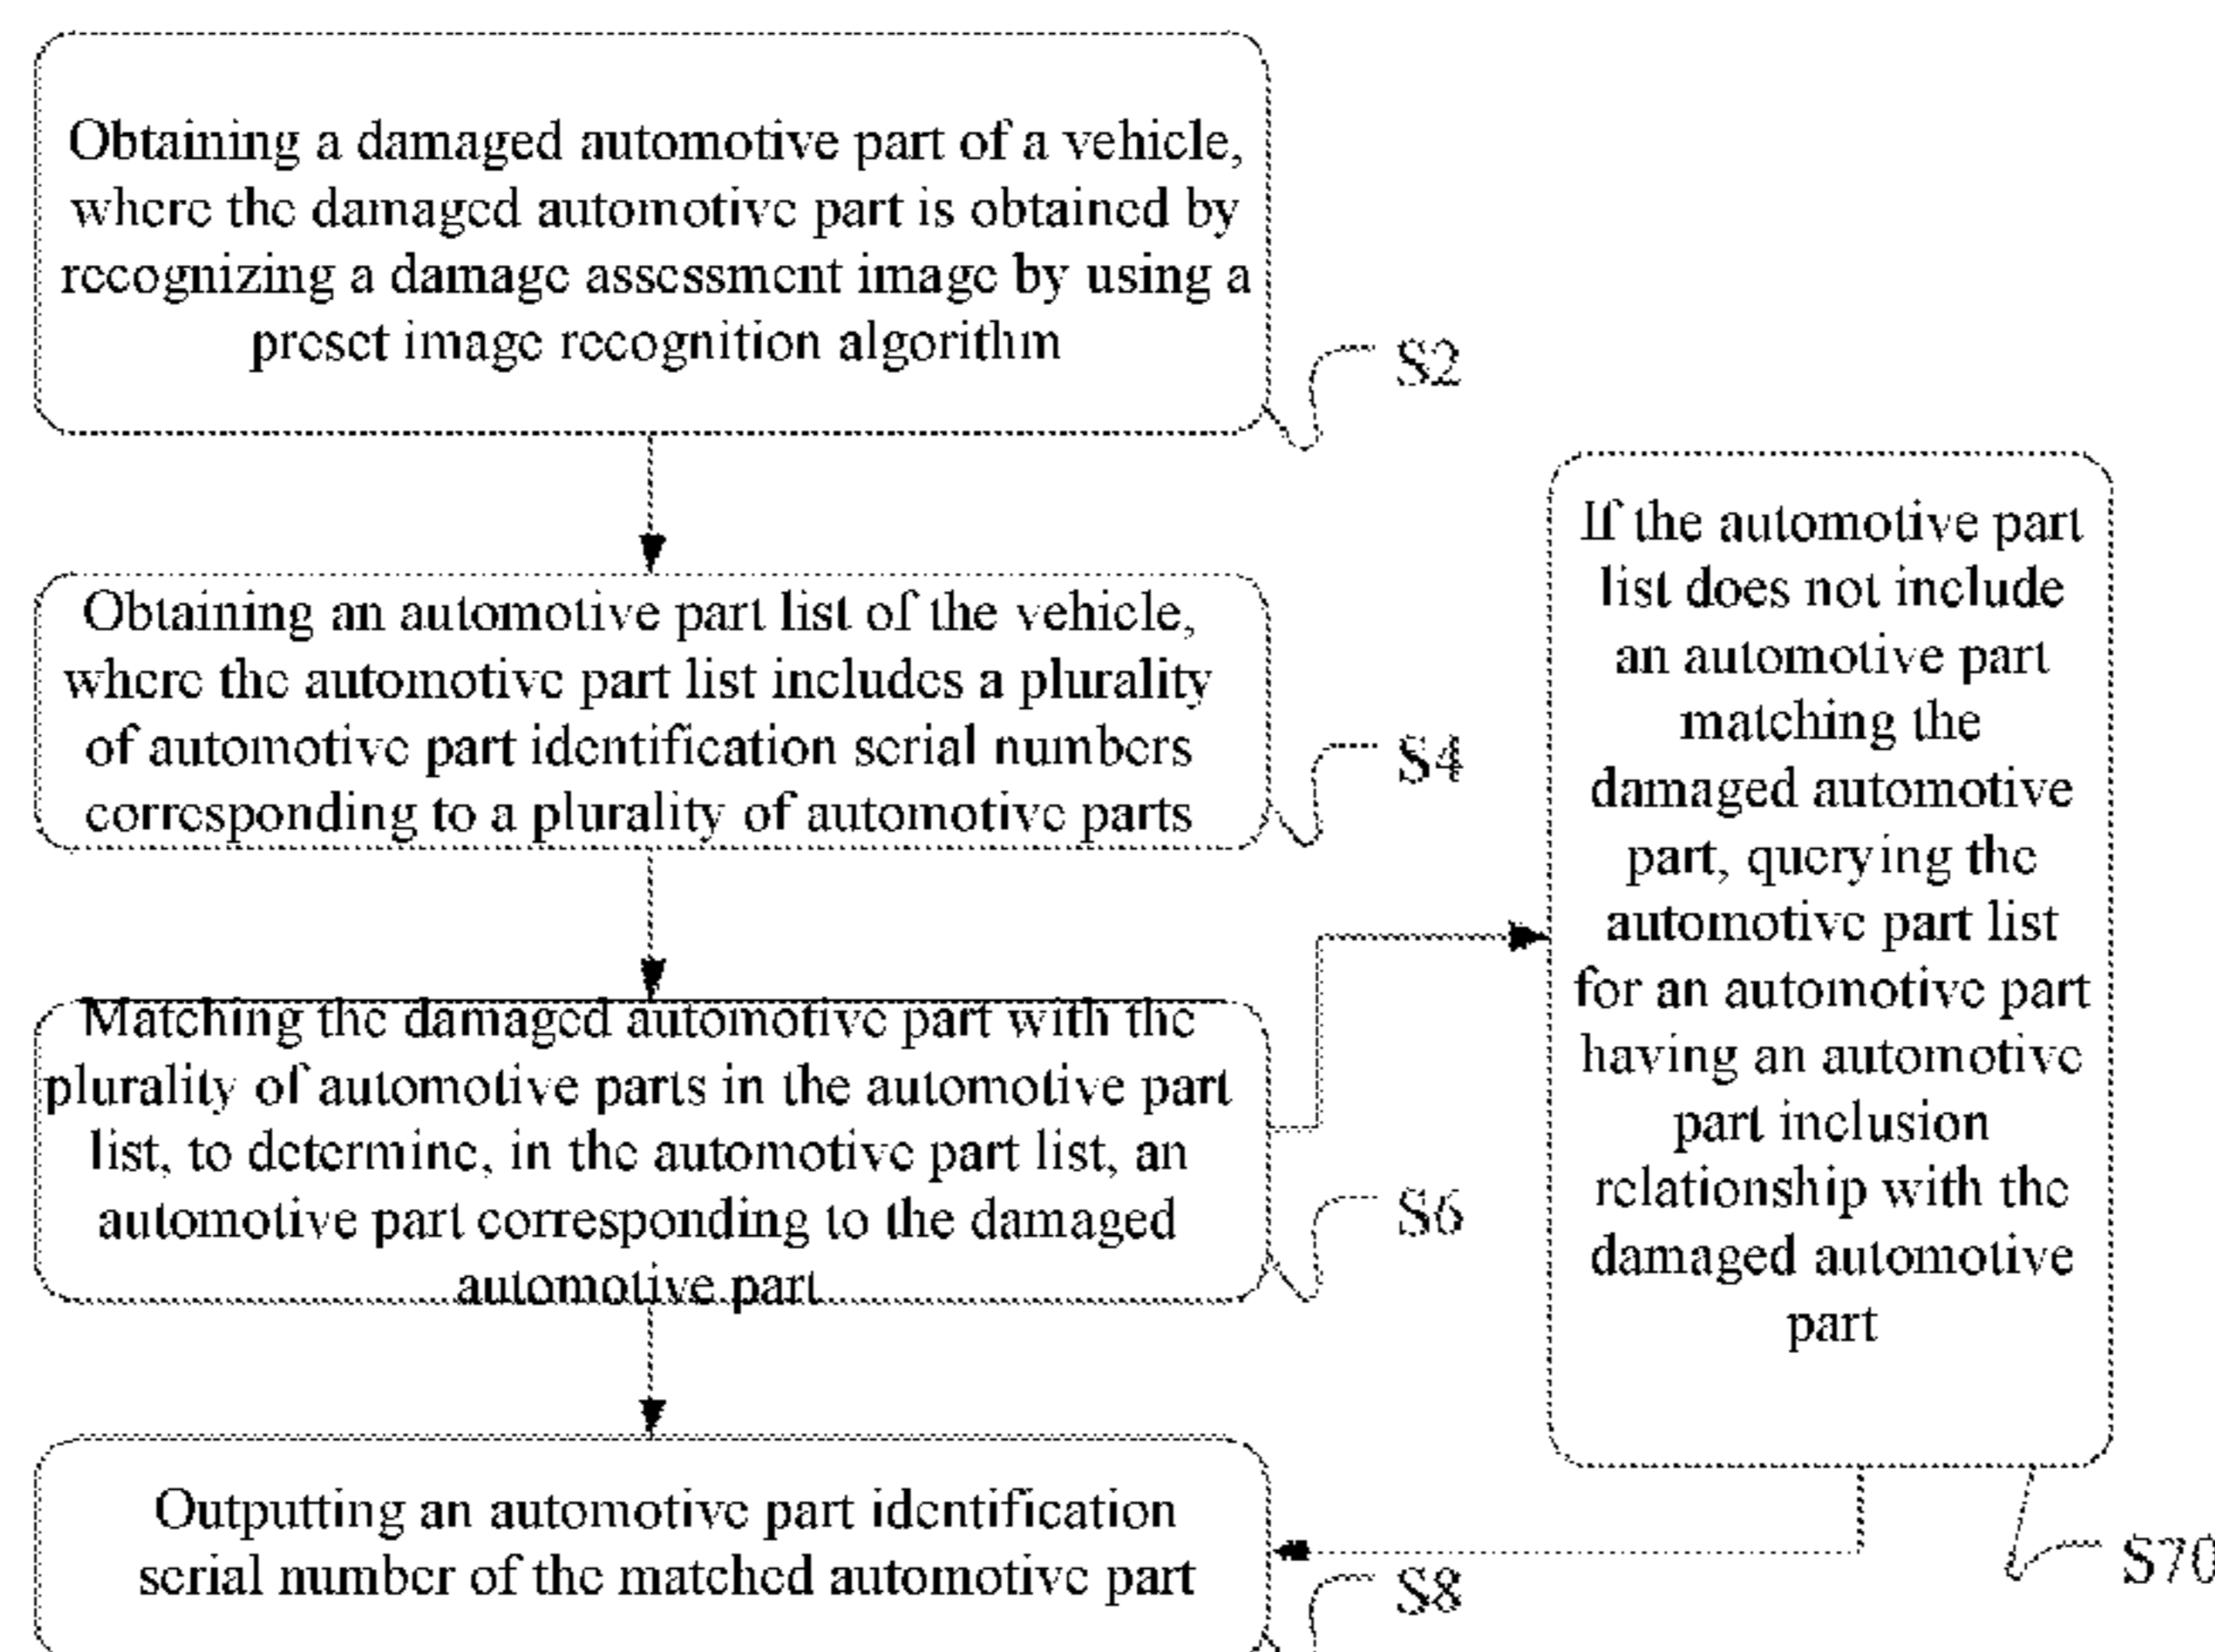 Obtaining a damaged automotive part of a vehicle,
where the damaged automotive part is obtained by
recognizing a damage assessment image by using a
preset image recognition algorithm
S2
Obtaining an automotive part list of the vehicle,
where the automotive part list includes a plurality
of automotive part identification serial numbers
corresponding to a plurality of automotive parts
S4
Matching the damaged automotive part with the
plurality of automotive parts in the automotive part
list, to determine, in the automotive part list, an
automotive part corresponding to the damaged
automotive part
S6
If the automotive part
list does not include
an automotive part
matching the
damaged automotive
part, querying the
automotive part list
for an automotive part
having an automotive
part inclusion
relationship with the
damaged automotive
part
S70
Outputting an automotive part identification
serial number of the matched automotive part
S8